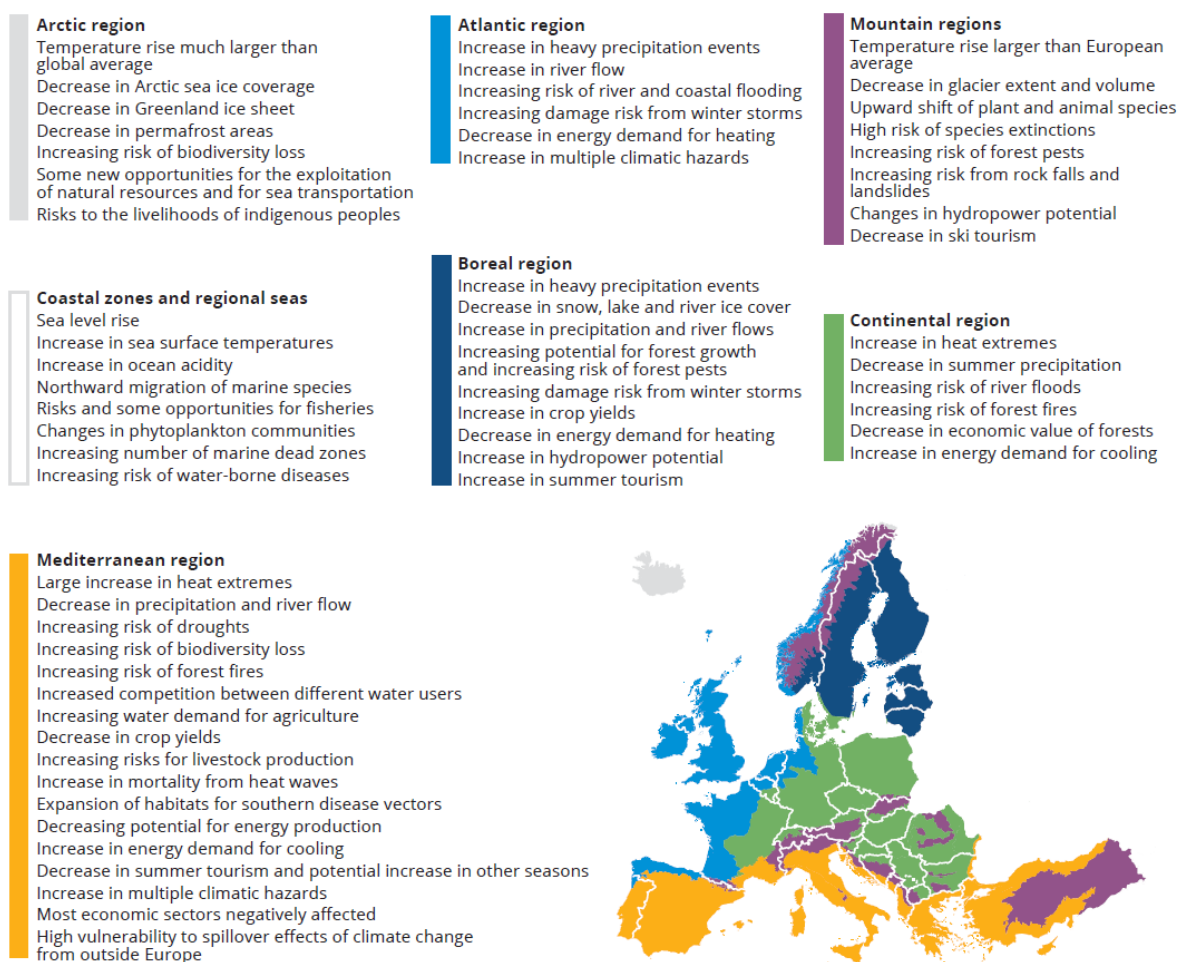 Arctic region
Temperature rise much larger than
global average
Decrease in Arctic sea ice coverage
Decrease in Greenland ice sheet
Decrease in permafrost areas
Increasing risk of biodiversity loss
Some new opportunities for the exploitation
of natural resources and for sea transportation
Risks to the livelihoods of indigenous peoples
Atlantic region
Increase in heavy precipitation events
Increase in river flow
Increasing risk of river and coastal flooding
Increasing damage risk from winter storms
Decrease in energy demand for heating
Increase in multiple climatic hazards
Mountain regions
Temperature rise larger than European
average
Decrease in glacier extent and volume
Upward shift of plant and animal species
High risk of species extinctions
Increasing risk of forest pests
Increasing risk from rock falls and
landslides
Changes in hydropower potential
Decrease in ski tourism
Coastal zones and regional seas
Sea level rise
Increase in sea surface temperatures
Increase in ocean acidity
Northward migration of marine species
Risks and some opportunities for fisheries
Changes in phytoplankton communities
Increasing number of marine dead zones
Increasing risk of water-borne diseases
Boreal region
Increase in heavy precipitation events
Decrease in snow, lake and river ice cover
Increase in precipitation and river flows
Increasing potential for forest growth
and increasing risk of forest pests
Increasing damage risk from winter storms
Increase in crop yields
Decrease in energy demand for heating
Increase in hydropower potential
Increase in summer tourism
Continental region
Increase in heat extremes
Decrease in summer precipitation
Increasing risk of river floods
Increasing risk of forest fires
Decrease in economic value of forests
Increase in energy demand for cooling
Mediterranean region
Large increase in heat extremes
Decrease in precipitation and river flow
Increasing risk of droughts
Increasing risk of biodiversity loss
Increasing risk of forest fires
Increased competition between different water users
Increasing water demand for agriculture
Decrease in crop yields
Increasing risks for livestock production
Increase in mortality from heat waves
Expansion of habitats for southern disease vectors
Decreasing potential for energy production
Increase in energy demand for cooling
Decrease in summer tourism and potential increase in other seasons
Increase in multiple climatic hazards
Most economic sectors negatively affected
High vulnerability to spillover effects of climate change
from outside Europe